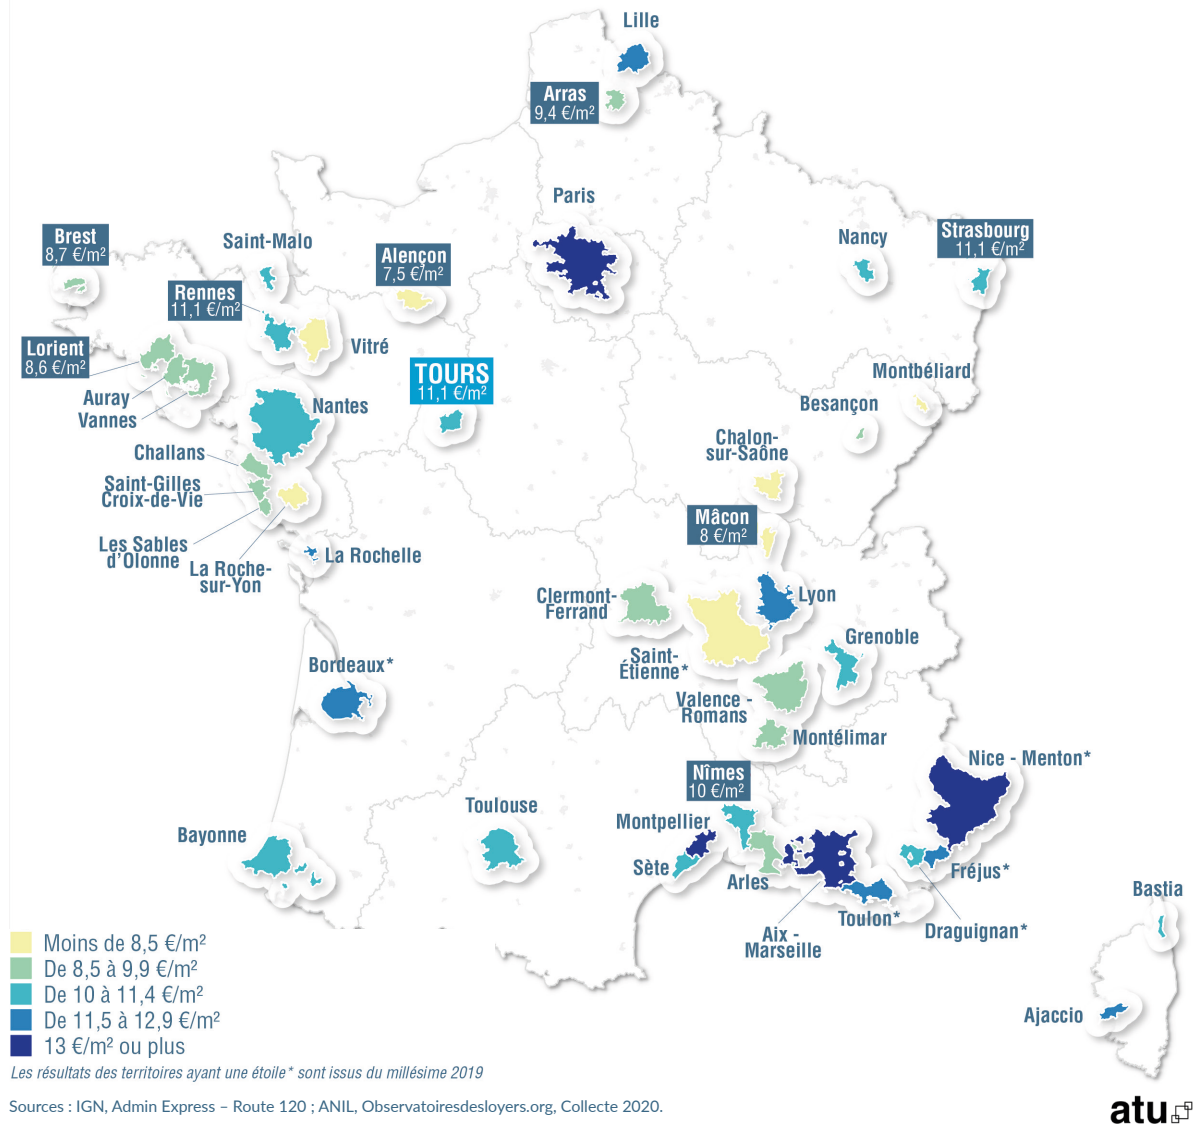 Lille
Arras
9,4 €/m²
Paris
Brest
8,7 €/m²
Saint-Malo
Alençon
7,5 €/m²
Nancy
Strasbourg
11,1 €/m²
Rennes
11,1 €/m²
Vitré
Lorient
8,6 €/m²
Auray
Vannes
TOURS
11,1 €/m²
Nantes
Montbéliard
Besançon
Challans
Chalon-
sur-Saône
Saint-Gilles
Croix-de-Vie
Mâcon
8 €/m²
Les Sables
d'Olonne
La Roche-
sur-Yon
La Rochelle
Clermont-
Ferrand
Lyon
Grenoble
Saint-
Étienne*
Bordeaux*
Valence -
Romans
Montélimar
Nîmes
10 €/m²
Nice - Menton*
Toulouse
Montpellier
Bayonne
Sète
Arles
Fréjus*
Toulon*
Draguignan*
Aix -
Marseille
Bastia
Ajaccio
Moins de 8,5 €/m²
De 8,5 à 9,9 €/m²
De 10 à 11,4 €/m²
De 11,5 à 12,9 €/m²
13 €/m² ou plus
Les résultats des territoires ayant une étoile* sont issus du millésime 2019
Sources : IGN, Admin Express – Route 120 ; ANIL, Observatoiresdesloyers.org, Collecte 2020.
atu